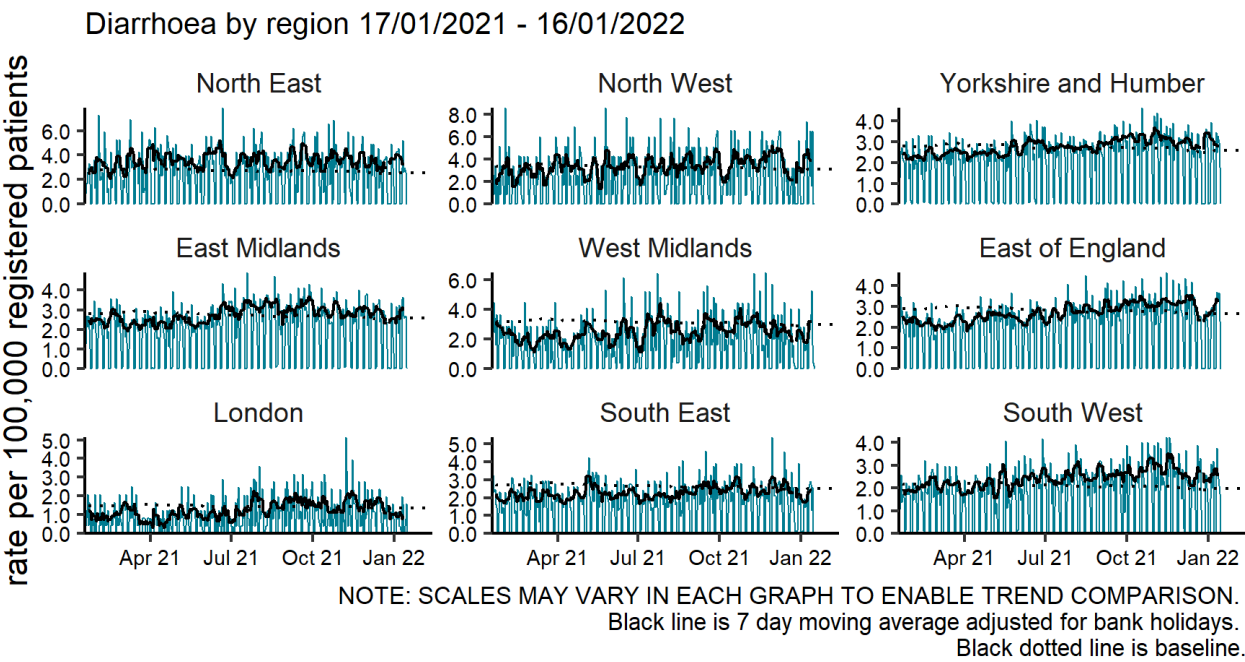 Diarrhoea by region 17/01/2021 - 16/01/2022
rate per 100,000 registered patients
North East
6.0
4.0
2.0
0.0
North West
8.0
6.0
4.0
2.0
0.0
Yorkshire and Humber
4.0
3.0
2.0
1.0
0.0
East Midlands
4.0
3.0
2.0
1.0
0.0
West Midlands
6.0
4.0
2.0
0.0
East of England
4.0
3.0
2.0
1.0
0.0
London
5.0
4.0
3.0
2.0
1.0
0.0
Apr 21 Jul 21 Oct 21 Jan 22
South East
5.0
4.0
3.0
2.0
1.0
0.0
Apr 21 Jul 21 Oct 21 Jan 22
South West
4.0
3.0
2.0
1.0
0.0
Apr 21 Jul 21 Oct 21 Jan 22
NOTE: SCALES MAY VARY IN EACH GRAPH TO ENABLE TREND COMPARISON.
Black line is 7 day moving average adjusted for bank holidays.
Black dotted line is baseline.